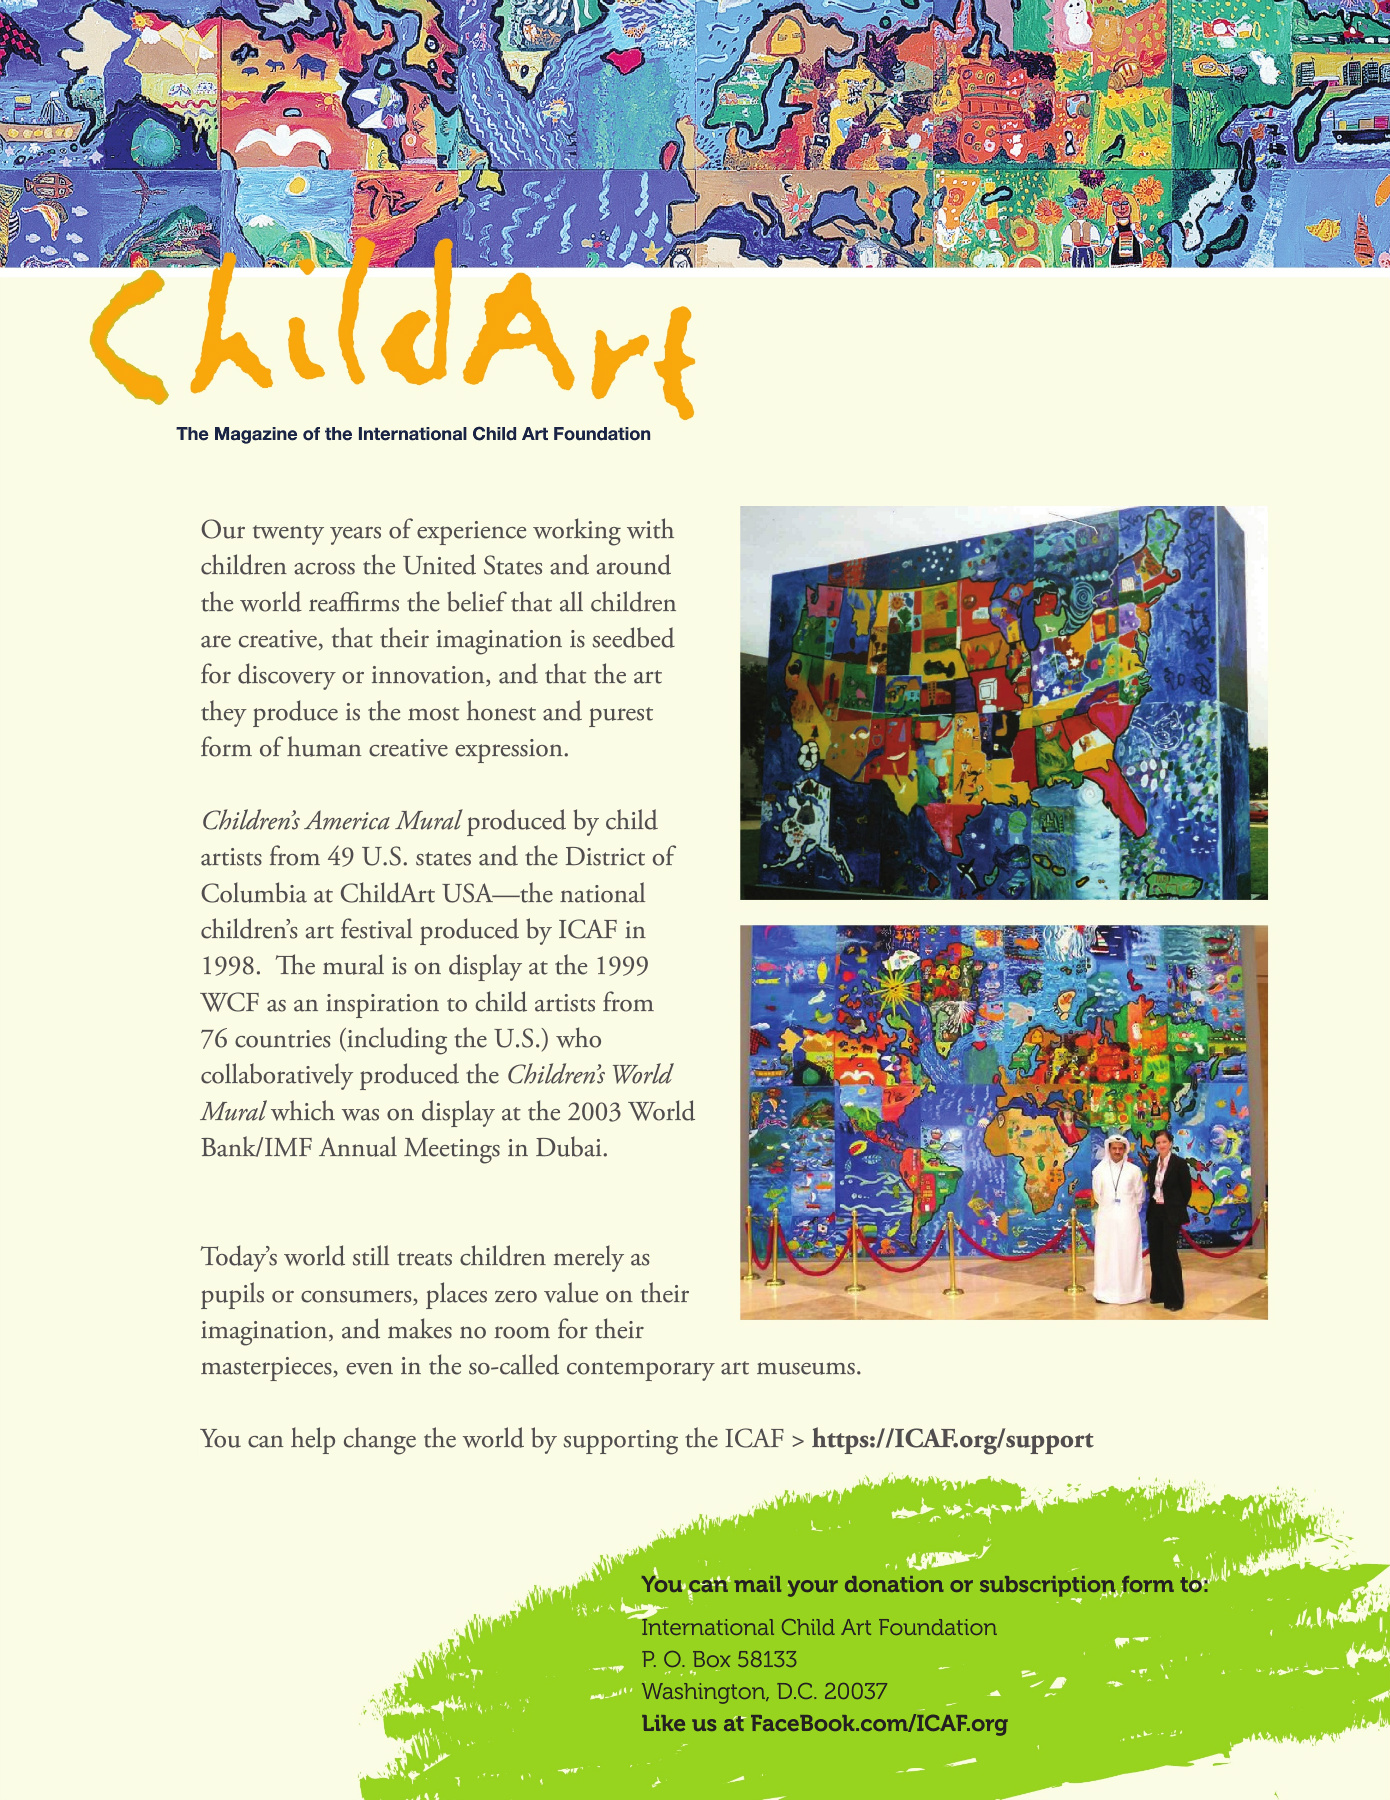 ChildArt
The Magazine of the International Child Art Foundation
Our twenty years of experience working with
children across the United States and around
the world reaffirms the belief that all children
are creative, that their imagination is seedbed
for discovery or innovation, and that the art
they produce is the most honest and purest
form of human creative expression.
Children's America Mural produced by child
artists from 49 U.S. states and the District of
Columbia at ChildArt USA—the national
children's art festival produced by ICAF in
1998.  The mural is on display at the 1999
WCF as an inspiration to child artists from
76 countries (including the U.S.) who
collaboratively produced the Children's World
Mural which was on display at the 2003 World
Bank/IMF Annual Meetings in Dubai.
Today's world still treats children merely as
pupils or consumers, places zero value on their
imagination, and makes no room for their
masterpieces, even in the so-called contemporary art museums.
You can help change the world by supporting the ICAF > https://ICAF.org/support
You can mail your donation or subscription form to:
International Child Art Foundation
P. O. Box 58133
Washington, D.C. 20037
Like us at FaceBook.com/ICAF.org